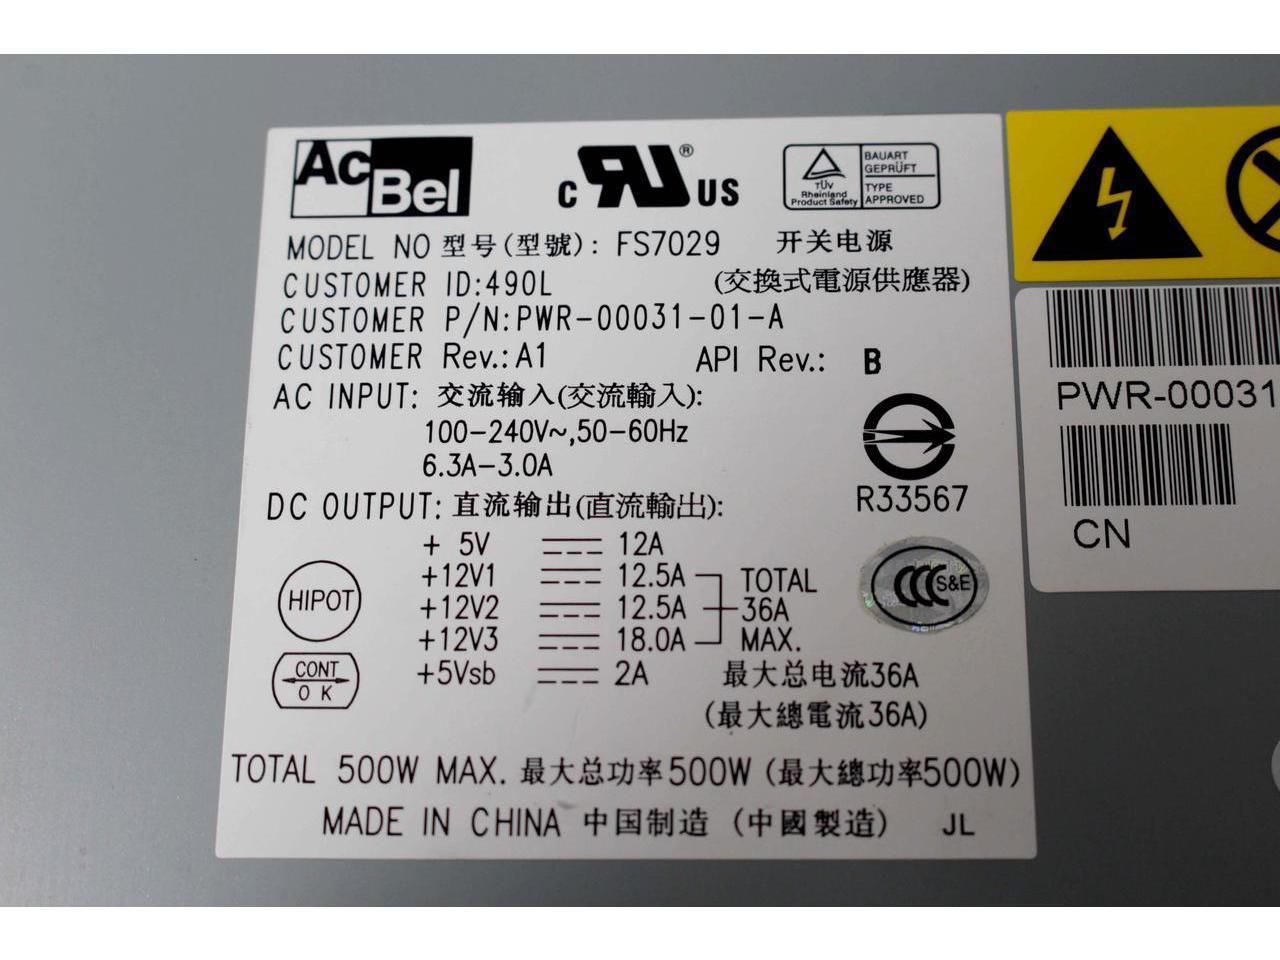 AcBel
c RU ® US
TÜV Rheinland Product Safety BAUART GEPRÜFT TYPE APPROVED
MODEL NO 型号(型號): FS7029 开关电源
CUSTOMER ID:490L (交換式電源供應器)
CUSTOMER P/N:PWR-00031-01-A
CUSTOMER Rev.: A1 API Rev.: B
AC INPUT: 交流输入(交流輸入):
100-240V~,50-60Hz
6.3A-3.0A
R33567
DC OUTPUT: 直流输出(直流輸出):
+ 5V 12A
+12V1 12.5A TOTAL
+12V2 12.5A 36A
+12V3 18.0A MAX.
+5Vsb 2A 最大总电流36A
(最大總電流36A)
HIPOT
CONT
OK
CCC S&E
TOTAL 500W MAX. 最大总功率500W (最大總功率500W)
MADE IN CHINA 中国制造 (中國製造) JL
PWR-00031
CN